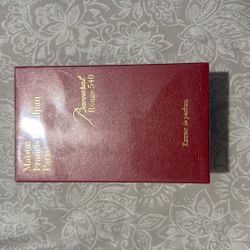 Maison
Francis Kurkdjian
Paris
Baccarat
Rouge 540
Extrait de parfum